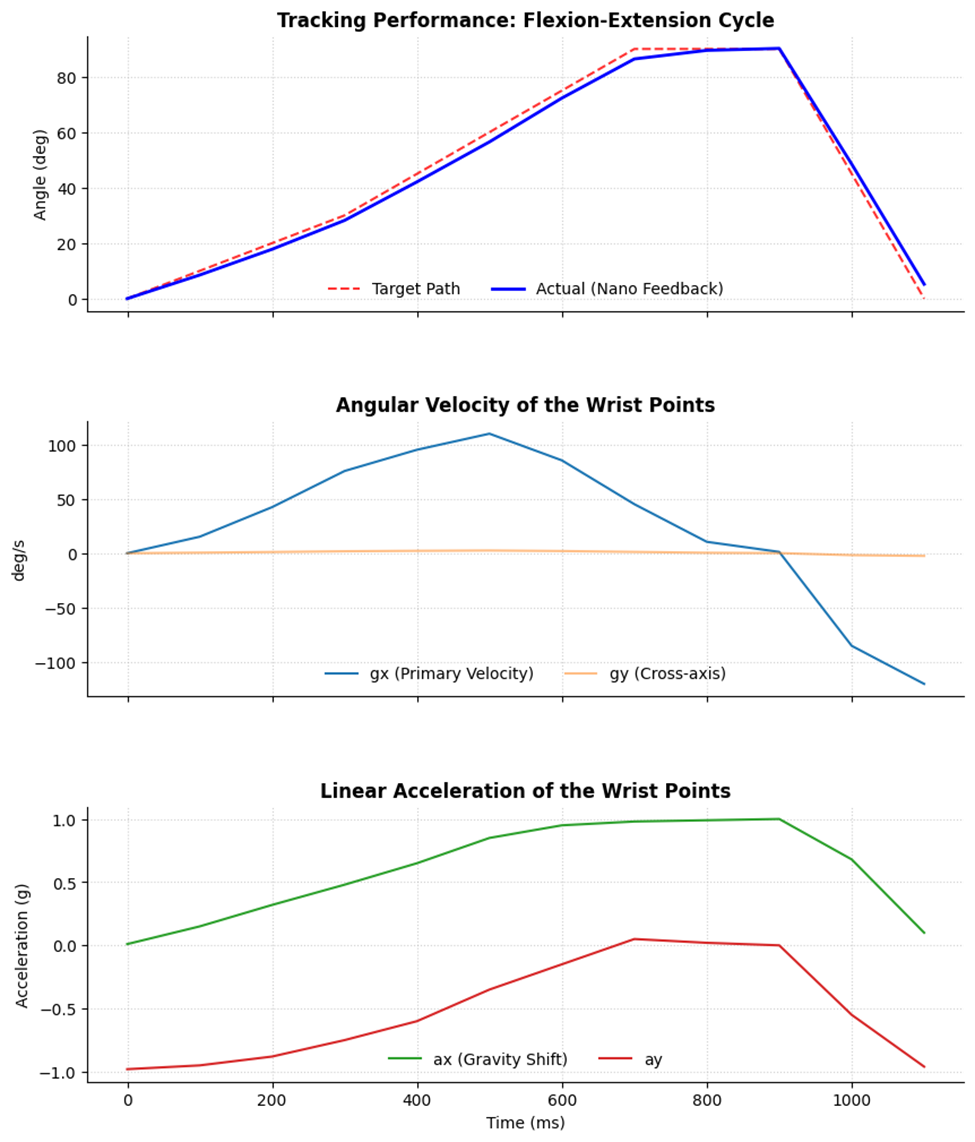 Tracking Performance: Flexion-Extension Cycle
Angle (deg)
80
60
40
20
0
Target Path
Actual (Nano Feedback)
Angular Velocity of the Wrist Points
deg/s
100
50
0
−50
−100
gx (Primary Velocity)
gy (Cross-axis)
Linear Acceleration of the Wrist Points
Acceleration (g)
1.0
0.5
0.0
−0.5
−1.0
ax (Gravity Shift)
ay
0 200 400 600 800 1000
Time (ms)